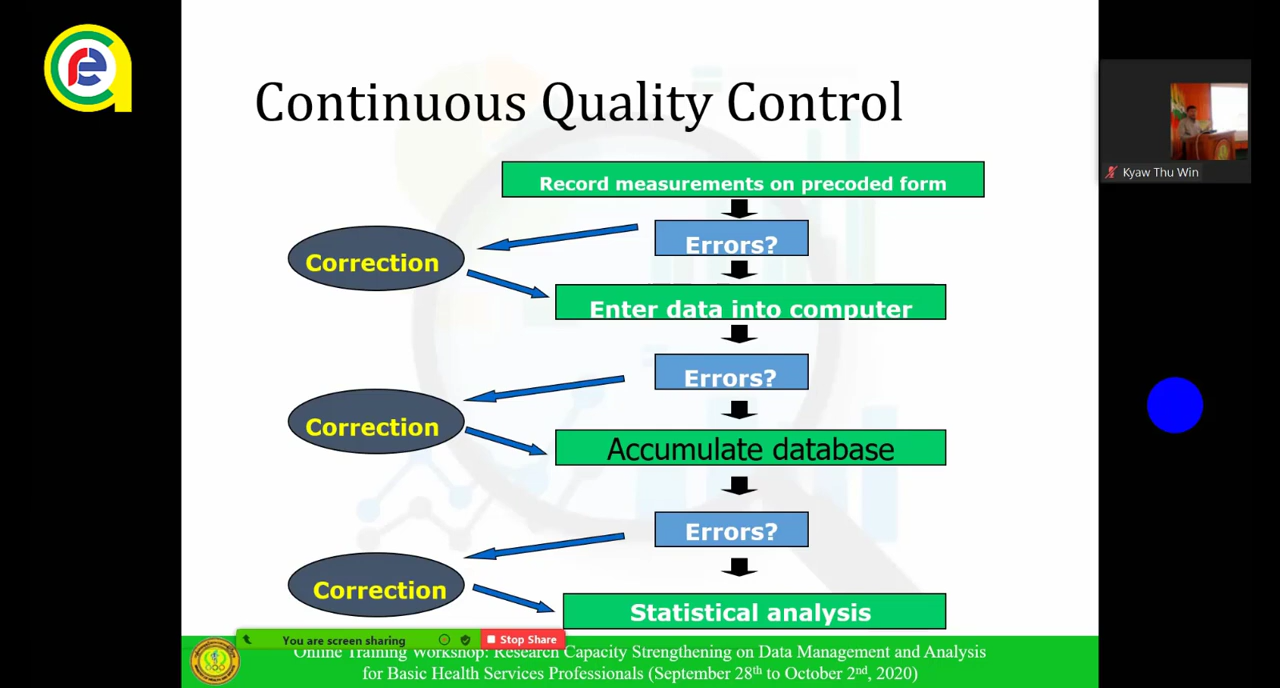 Continuous Quality Control
Kyaw Thu Win
Record measurements on precoded form
Errors?
Correction
Enter data into computer
Errors?
Correction
Accumulate database
Errors?
Correction
Statistical analysis
You are screen sharing
Stop Share
Online Training Workshop: Research Capacity Strengthening on Data Management and Analysis
for Basic Health Services Professionals (September 28th to October 2nd, 2020)